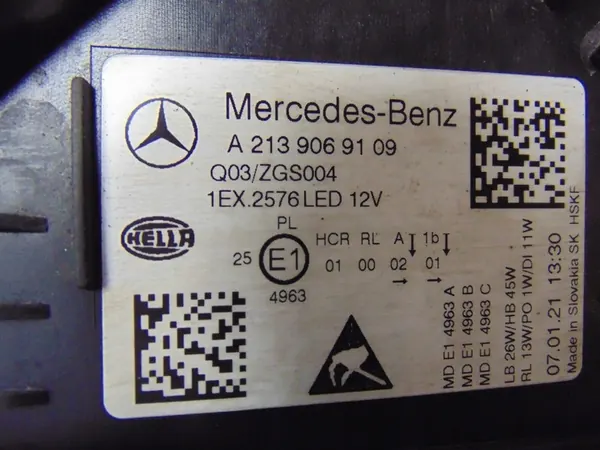 Mercedes-Benz
A 213 906 91 09
Q03/ZGS004
1EX.2576 LED 12V
HELLA
PL
HCR RL A 1b
25 E1 01 00 02 01
4963
MD E1 4963 A
MD E1 4963 B
MD E1 4963 C
LB 26W/HB 45W
RL 13W/PO 1W/DI 11W
07.01.21 13:30
Made in Slovakia SK HSKF